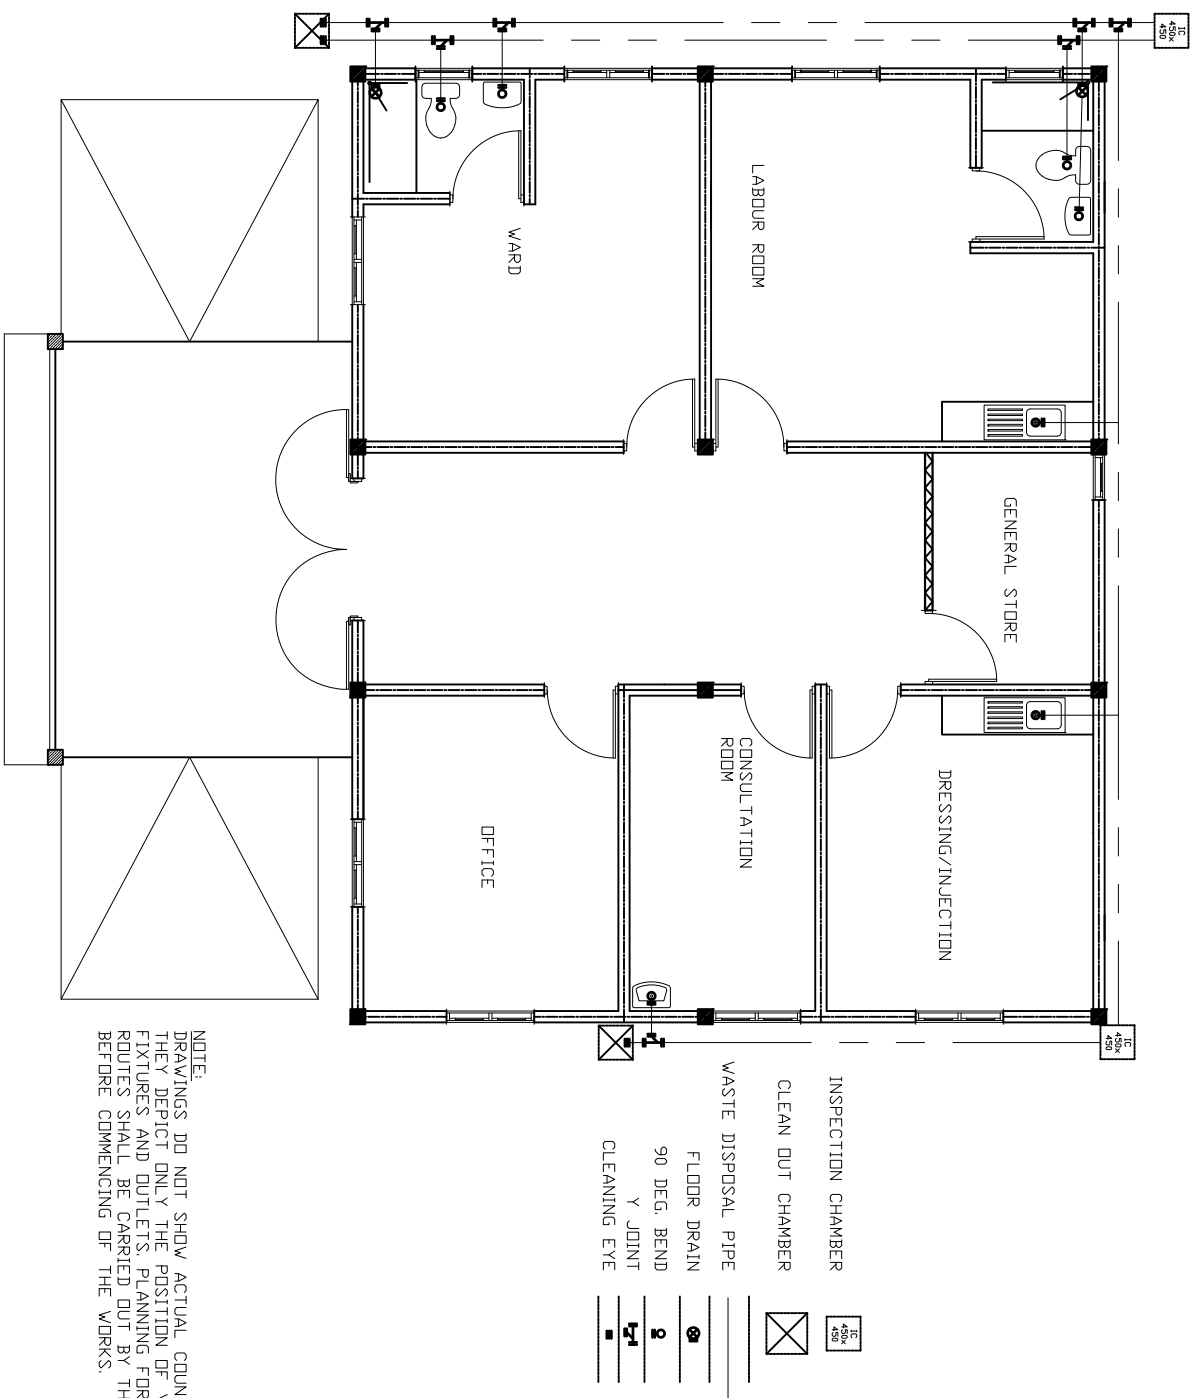 IC
450x
450
LABOUR ROOM
WARD
GENERAL STORE
CONSULTATION
ROOM
DRESSING/INJECTION
OFFICE
IC
450x
450
INSPECTION CHAMBER
IC
450x
450
CLEAN OUT CHAMBER
WASTE DISPOSAL PIPE
FLOOR DRAIN
90 DEG. BEND
Y JOINT
CLEANING EYE
NOTE:
DRAWINGS DO NOT SHOW ACTUAL COUN
THEY DEPICT ONLY THE POSITION OF
FIXTURES AND OUTLETS. PLANNING FOR
ROUTES SHALL BE CARRIED OUT BY TH
BEFORE COMMENCING OF THE WORKS.